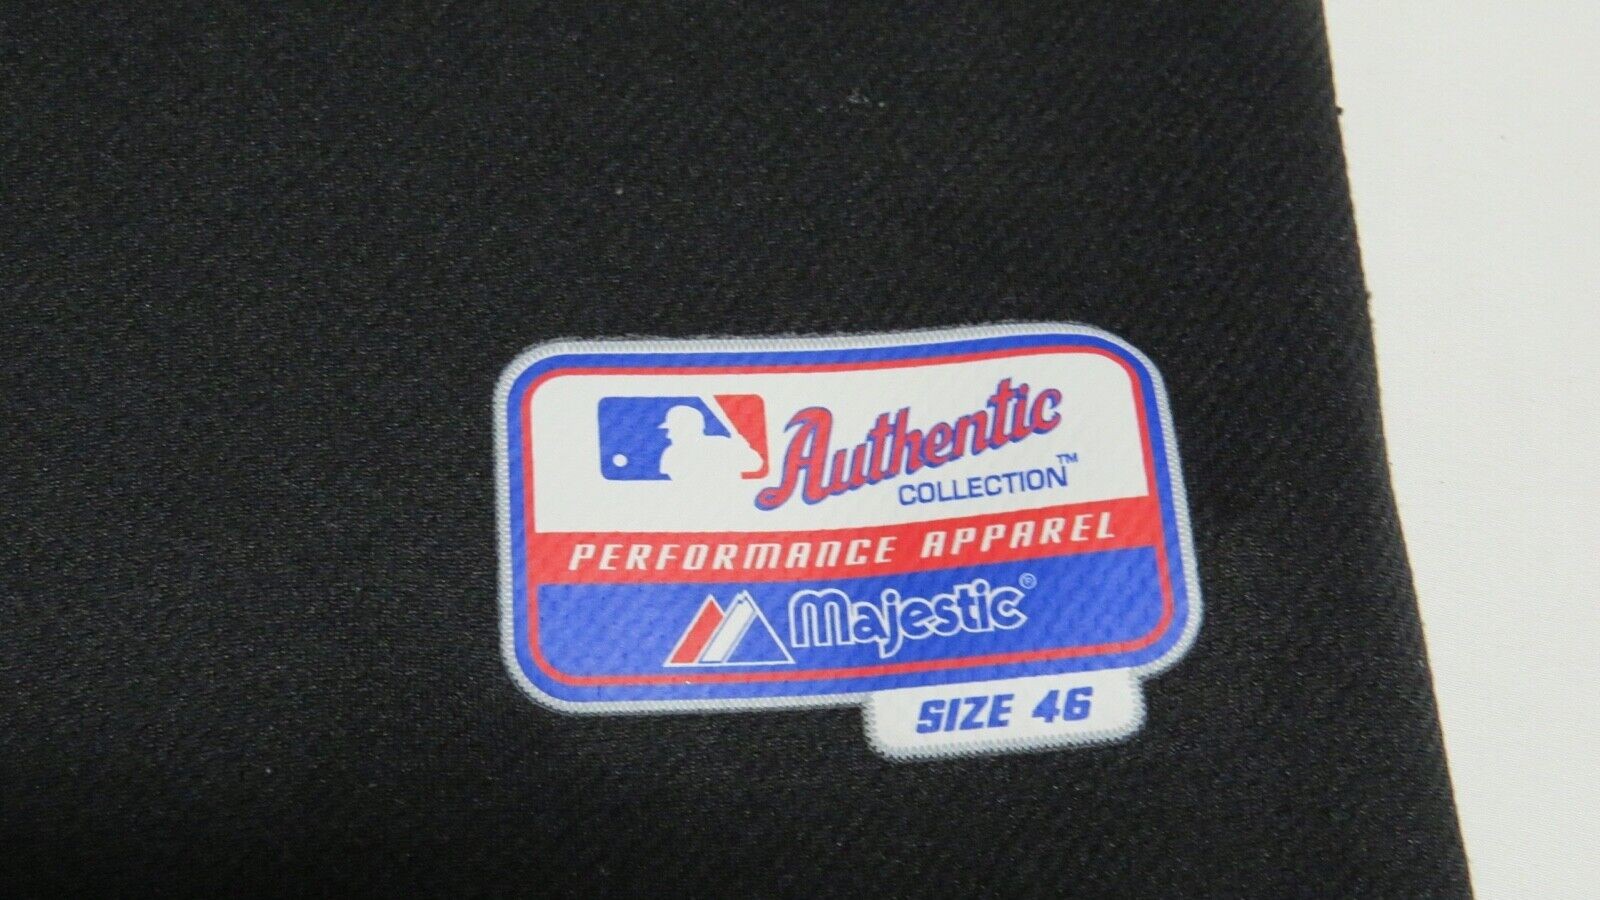 Authentic
COLLECTION™
PERFORMANCE APPAREL
Majestic®
SIZE 46